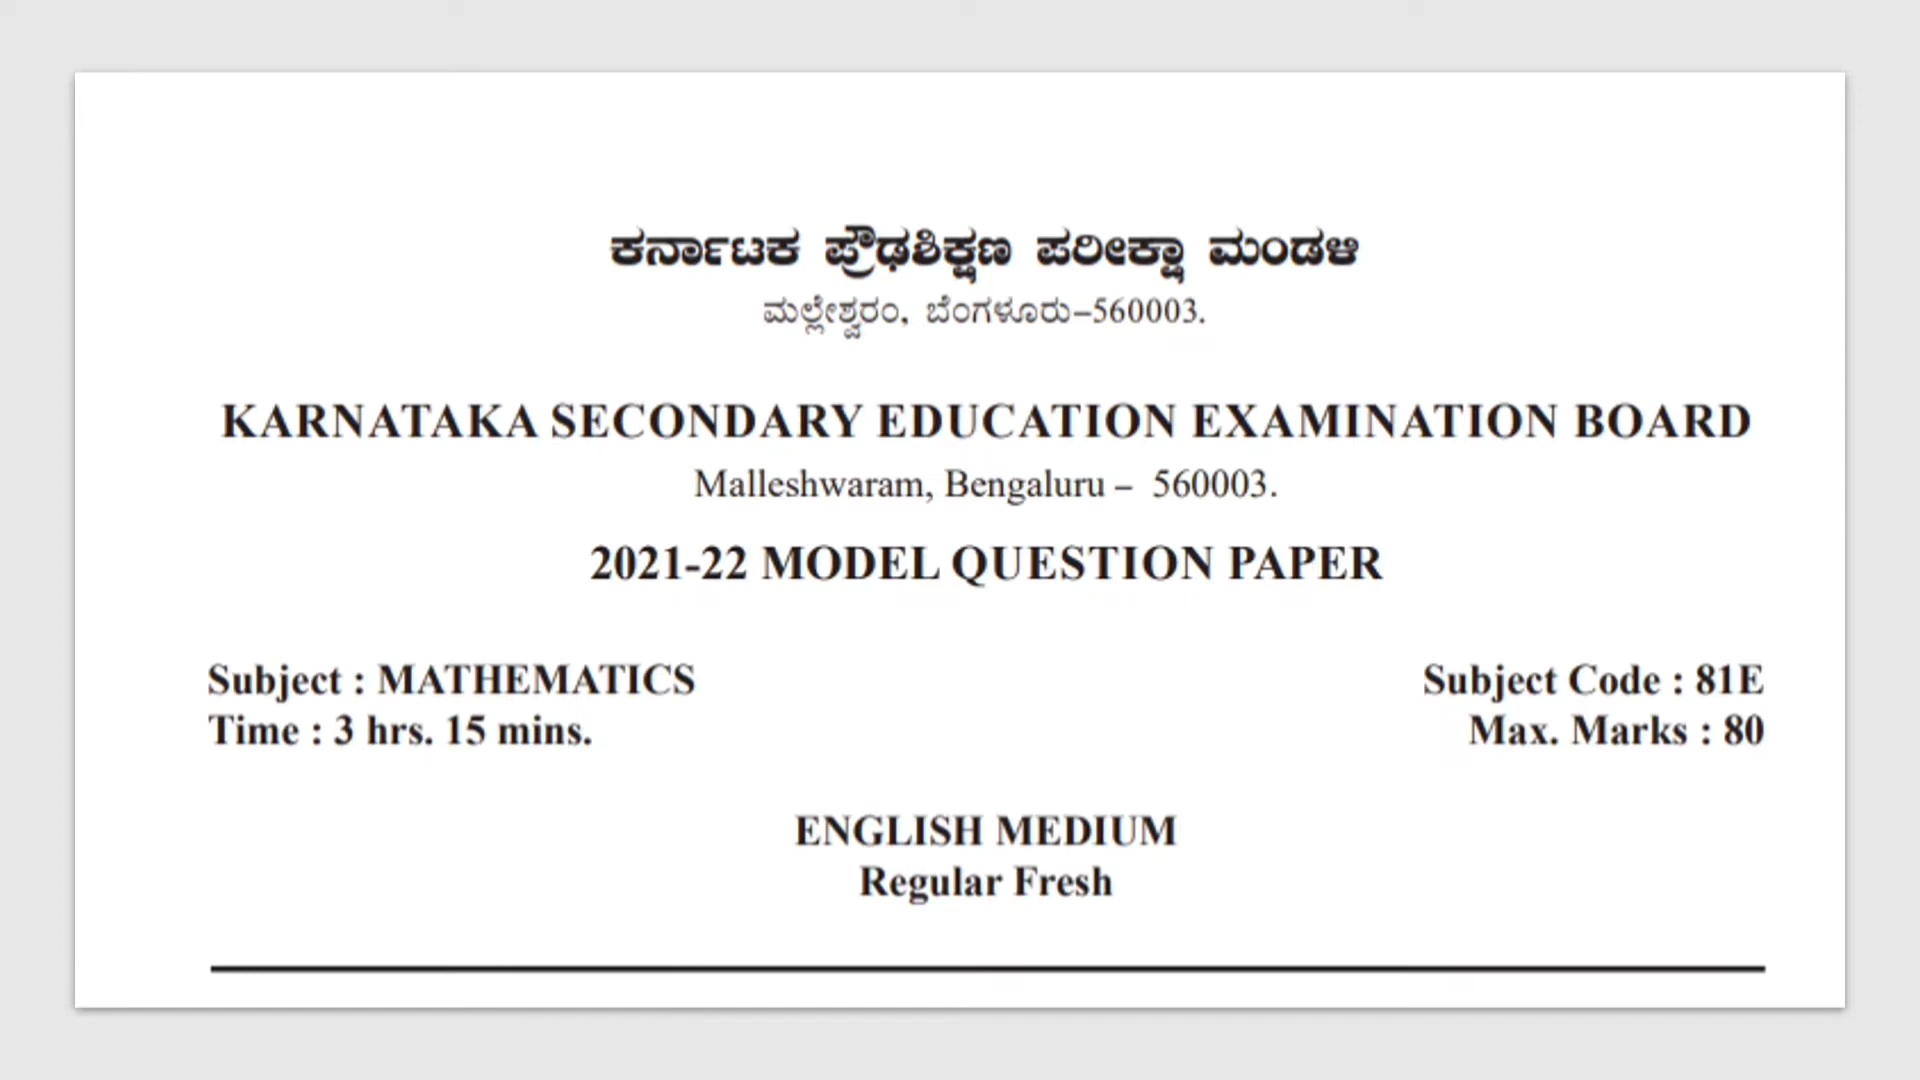 ಕರ್ನಾಟಕ ಪ್ರೌಢಶಿಕ್ಷಣ ಪರೀಕ್ಷಾ ಮಂಡಳಿ
ಮಲ್ಲೇಶ್ವರಂ, ಬೆಂಗಳೂರು–560003.
KARNATAKA SECONDARY EDUCATION EXAMINATION BOARD
Malleshwaram, Bengaluru – 560003.
2021-22 MODEL QUESTION PAPER
Subject : MATHEMATICS Subject Code : 81E
Time : 3 hrs. 15 mins. Max. Marks : 80
ENGLISH MEDIUM
Regular Fresh